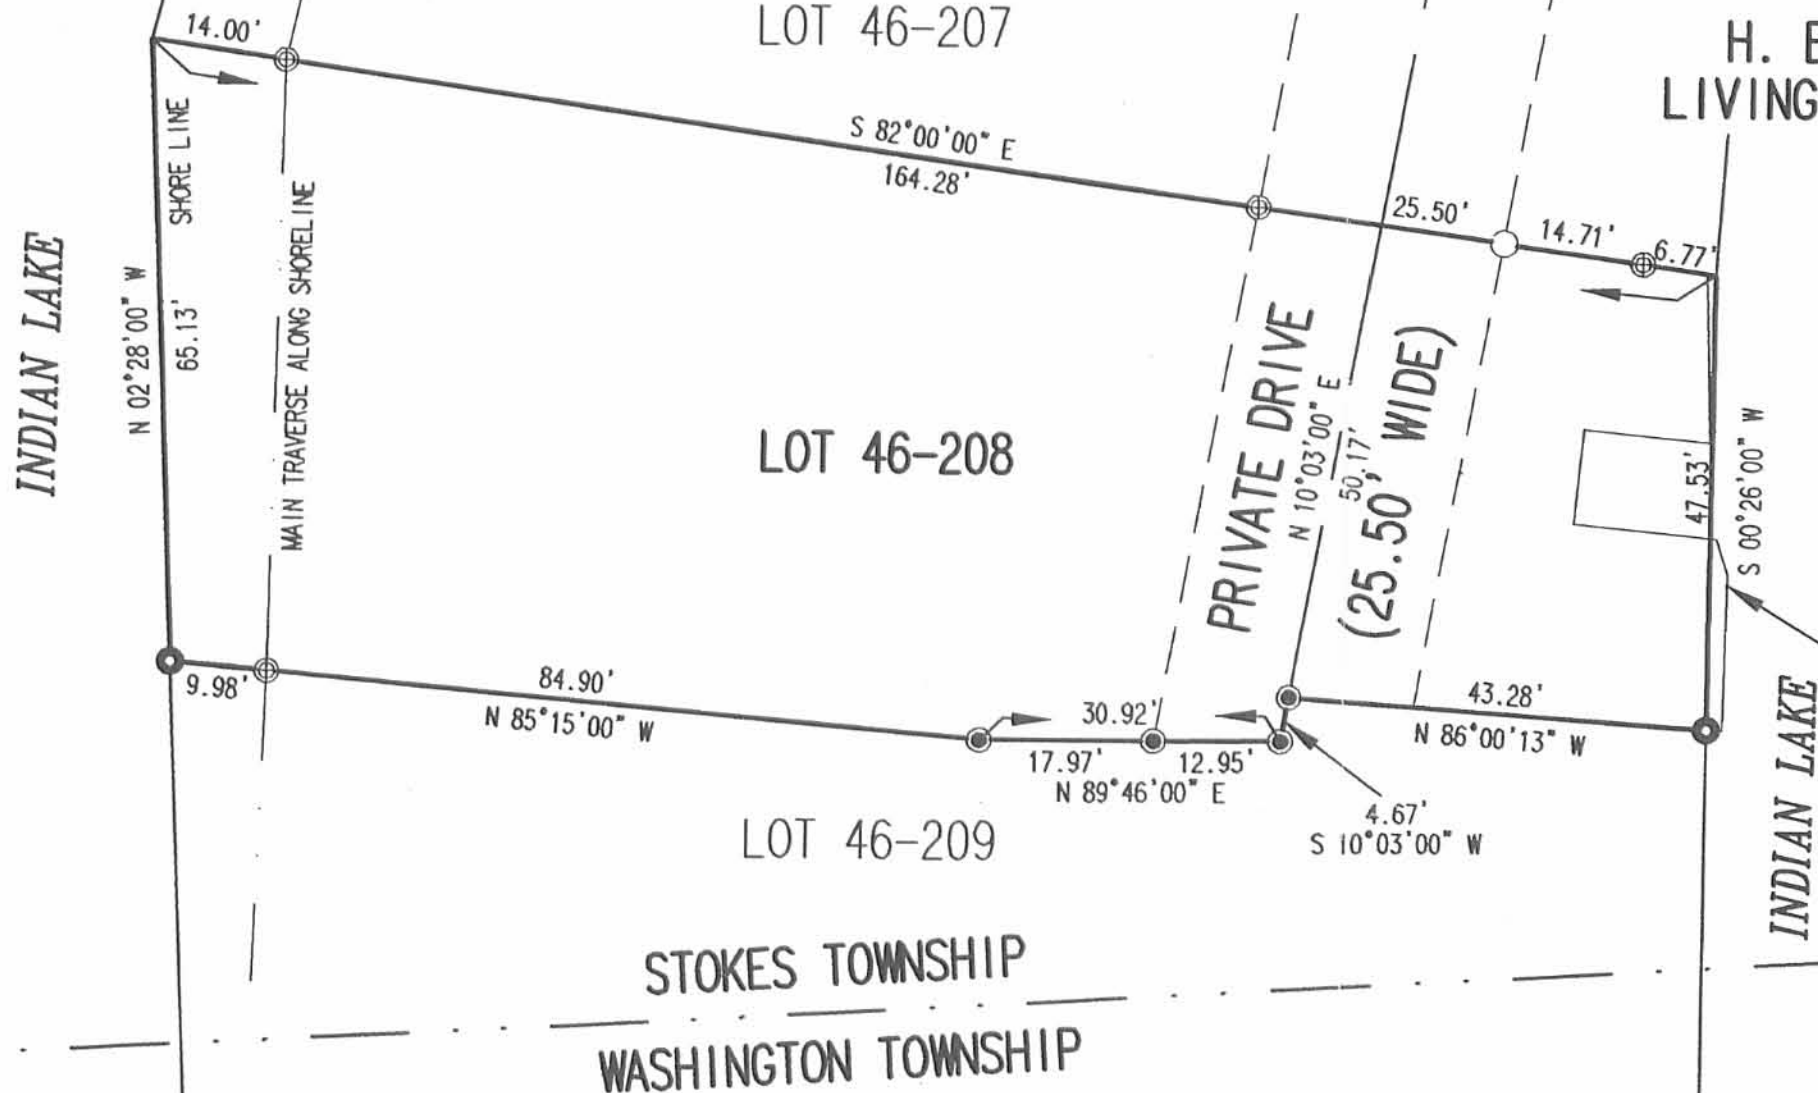 14.00'
LOT 46-207
H.
LIVING
S 82°00'00" E
164.28'
25.50'
14.71'
6.77'
SHORE LINE
MAIN TRAVERSE ALONG SHORELINE
INDIAN LAKE
N 02°28'00" W
65.13'
LOT 46-208
PRIVATE DRIVE
N 10°03'00" E
50.17'
(25.50' WIDE)
47.53'
S 00°26'00" W
9.98'
84.90'
N 85°15'00" W
30.92'
17.97'
12.95'
N 89°46'00" E
43.28'
N 86°00'13" W
4.67'
S 10°03'00" W
INDIAN LAKE
LOT 46-209
STOKES TOWNSHIP
WASHINGTON TOWNSHIP